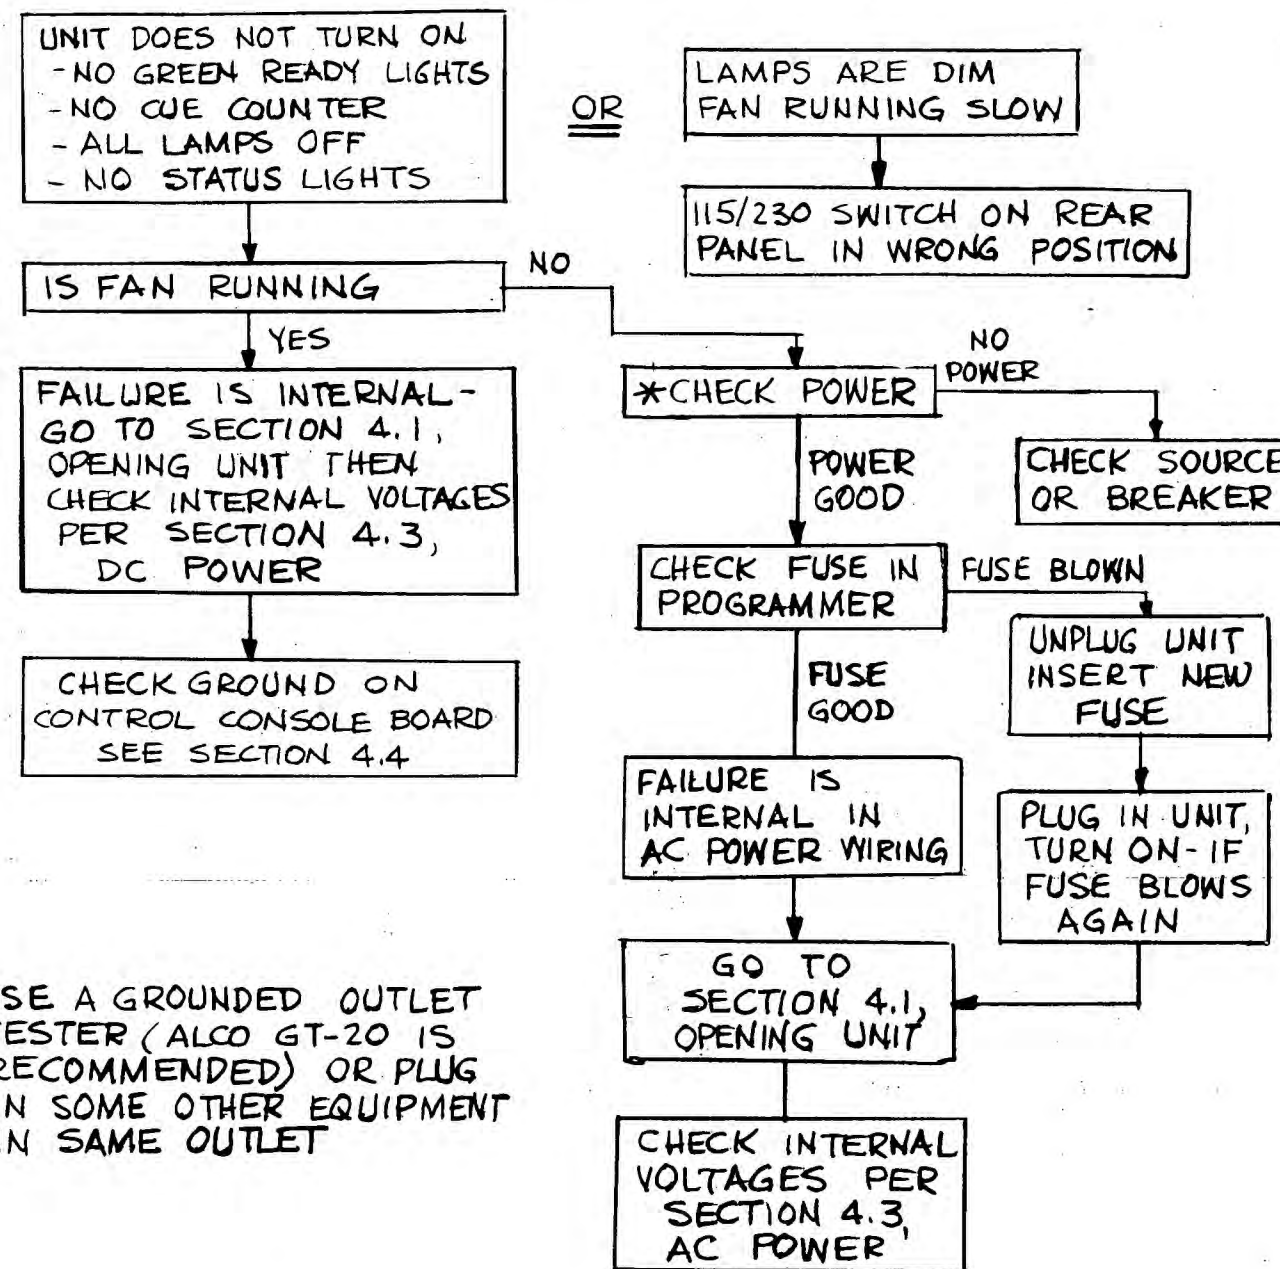 UNIT DOES NOT TURN ON
-NO GREEN READY LIGHTS
-NO CUE COUNTER
- ALL LAMPS OFF
- NO STATUS LIGHTS
OR
LAMPS ARE DIM
FAN RUNNING SLOW
115/230 SWITCH ON REAR
PANEL IN WRONG POSITION
IS FAN RUNNING
NO
YES
FAILURE IS INTERNAL-
GO TO SECTION 4.1,
OPENING UNIT THEN
CHECK INTERNAL VOLTAGES
PER SECTION 4.3,
DC POWER
CHECK GROUND ON
CONTROL CONSOLE BOARD
SEE SECTION 4.4
*CHECK POWER
NO
POWER
CHECK SOURCE
OR BREAKER
POWER
GOOD
CHECK FUSE IN
PROGRAMMER
FUSE BLOWN
UNPLUG UNIT
INSERT NEW
FUSE
FUSE
GOOD
FAILURE IS
INTERNAL IN
AC POWER WIRING
PLUG IN UNIT,
TURN ON-IF
FUSE BLOWS
AGAIN
GO TO
SECTION 4.1,
OPENING UNIT
CHECK INTERNAL
VOLTAGES PER
SECTION 4.3,
AC POWER
SE A GROUNDED OUTLET
ESTER (ALCO GT-20 IS
RECOMMENDED) OR PLUG
N SOME OTHER EQUIPMENT
N SAME OUTLET